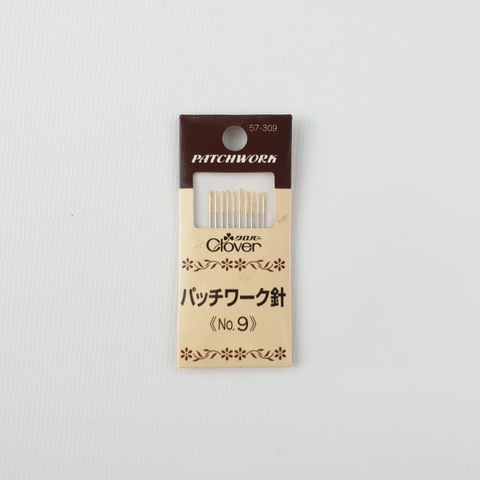 57-309
PATCHWORK
クロバー
Clover
パッチワーク針
《No.9》